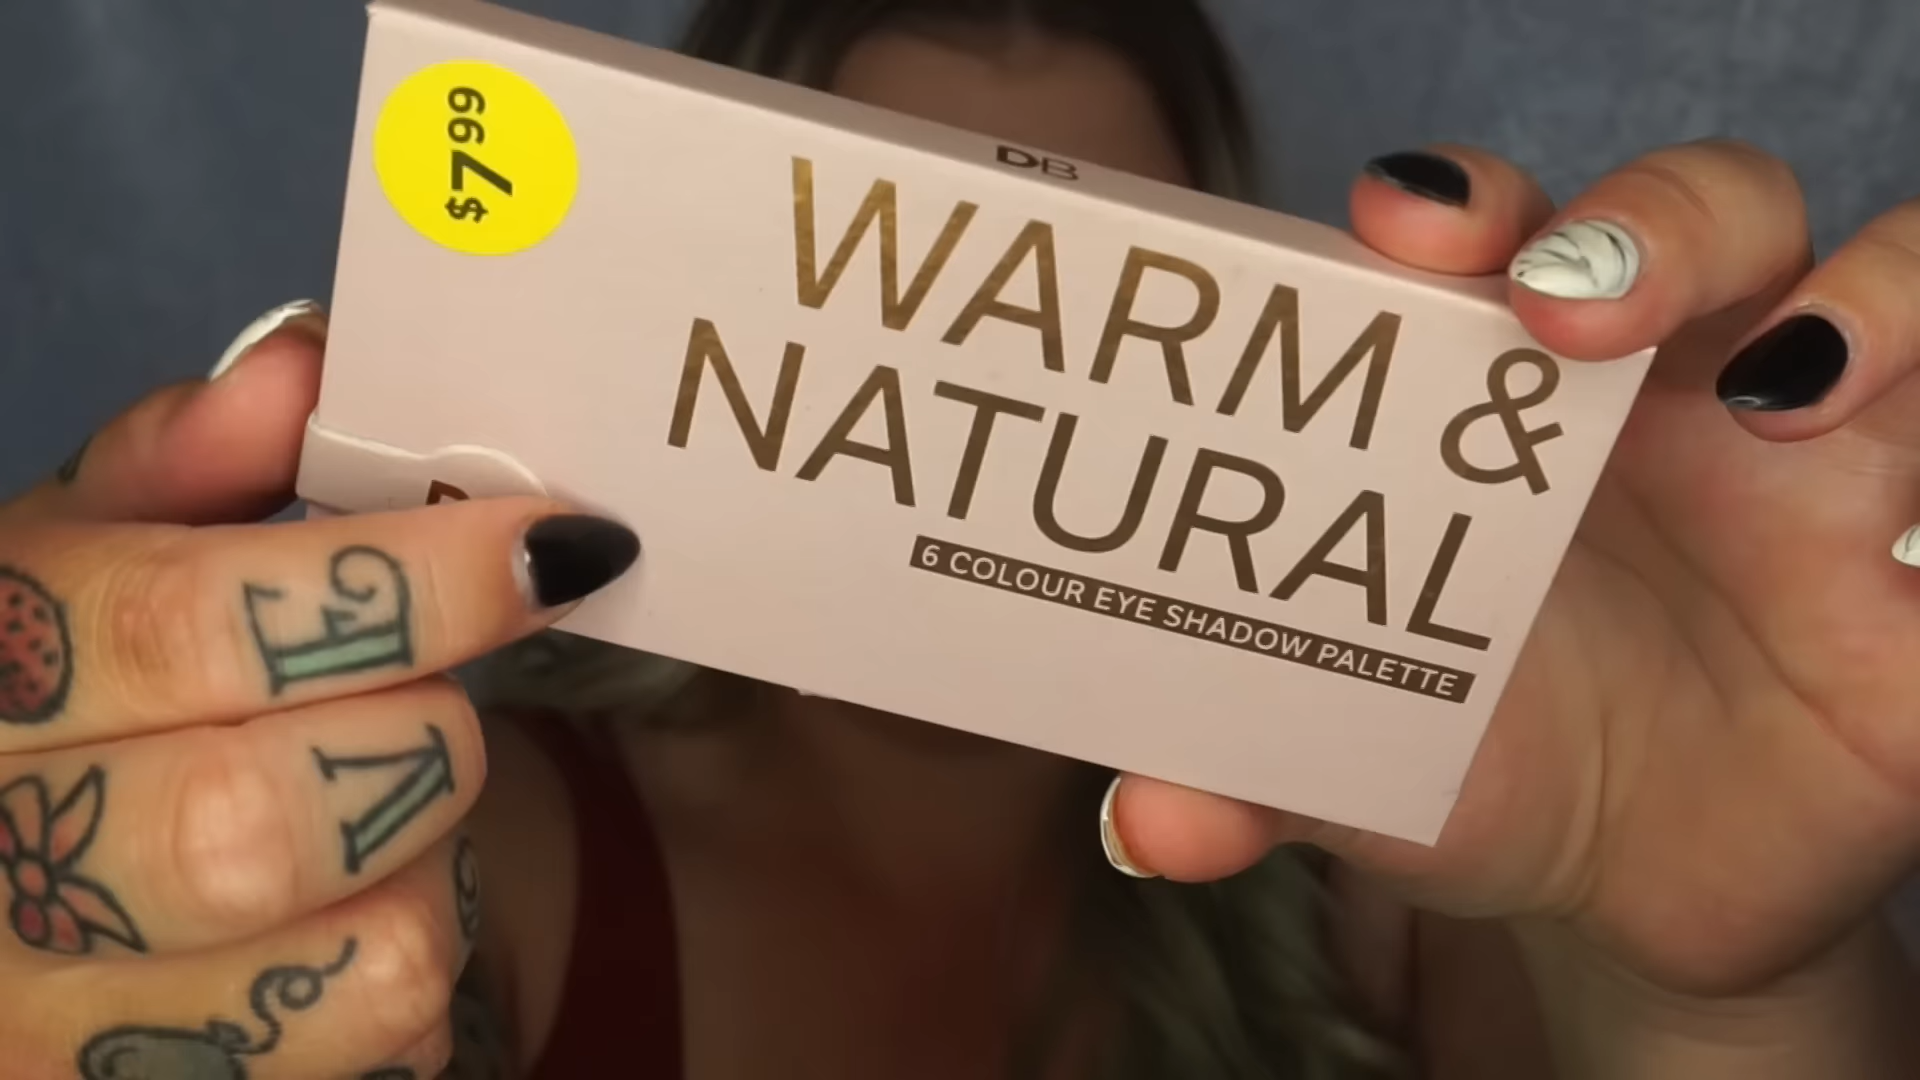 $7.99
DB
WARM &
NATURAL
6 COLOUR EYE SHADOW PALETTE
D
E
V